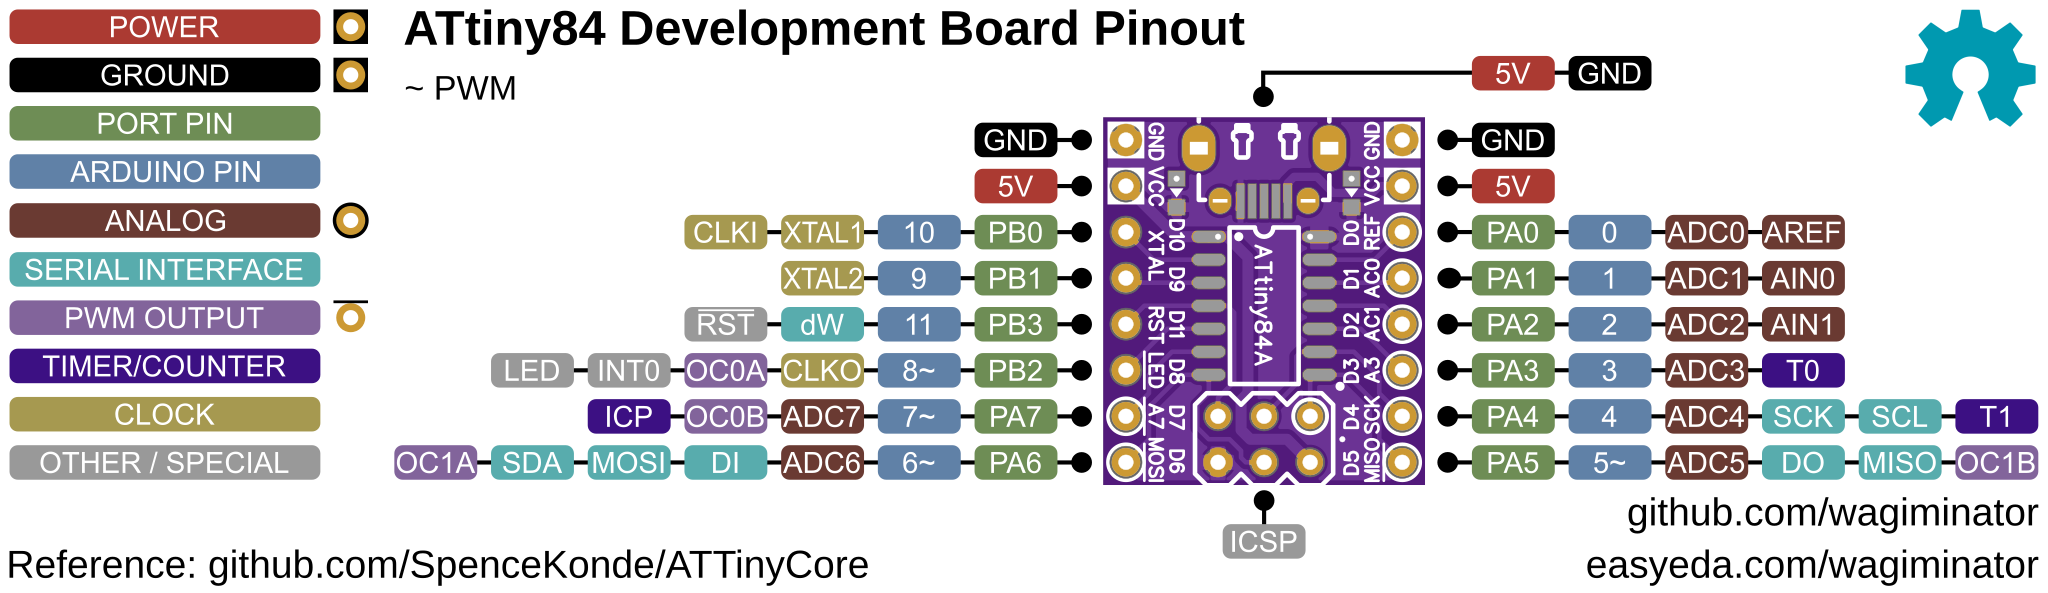 ATtiny84 Development Board Pinout
~ PWM
POWER
GROUND
PORT PIN
ARDUINO PIN
ANALOG
SERIAL INTERFACE
PWM OUTPUT
TIMER/COUNTER
CLOCK
OTHER / SPECIAL
5V GND
GND
5V
CLKI XTAL1 10 PB0
XTAL2 9 PB1
RST dW 11 PB3
LED INT0 OC0A CLKO 8~ PB2
ICP OC0B ADC7 7~ PA7
OC1A SDA MOSI DI ADC6 6~ PA6
GND VCC XTAL RST LED A7 MOSI
D10 D9 D11 D8 D7 D6
ATtiny84A
D0 D1 D2 D3 D4 D5
GND VCC REF AC0 AC1 A3 SCK MISO
GND
5V
PA0 0 ADC0 AREF
PA1 1 ADC1 AIN0
PA2 2 ADC2 AIN1
PA3 3 ADC3 T0
PA4 4 ADC4 SCK SCL T1
PA5 5~ ADC5 DO MISO OC1B
ICSP
github.com/wagiminator
Reference: github.com/SpenceKonde/ATTinyCore
easyeda.com/wagiminator